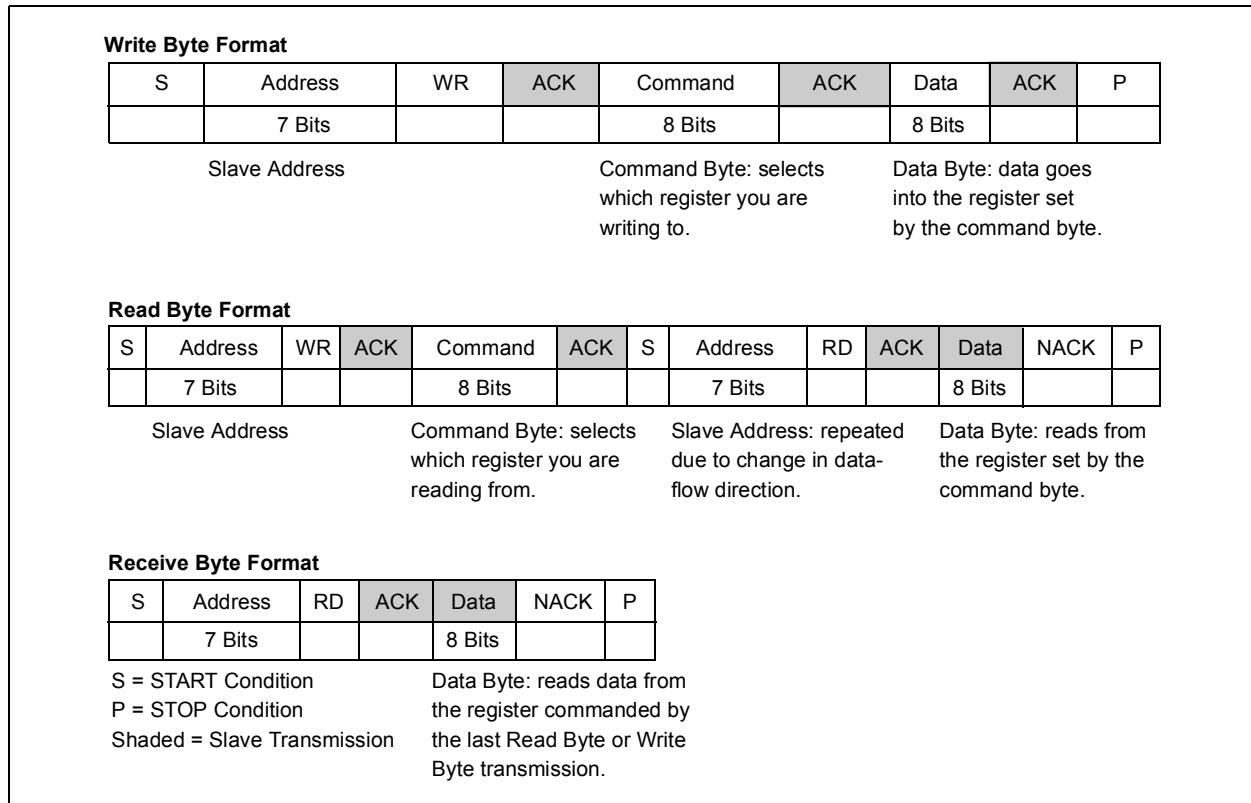 Write Byte Format
S Address WR ACK Command ACK Data ACK P
7 Bits 8 Bits 8 Bits
Slave Address
Command Byte: selects
which register you are
writing to.
Data Byte: data goes
into the register set
by the command byte.
Read Byte Format
S Address WR ACK Command ACK S Address RD ACK Data NACK P
7 Bits 8 Bits 7 Bits 8 Bits
Slave Address
Command Byte: selects
which register you are
reading from.
Slave Address: repeated
due to change in data-
flow direction.
Data Byte: reads from
the register set by the
command byte.
Receive Byte Format
S Address RD ACK Data NACK P
7 Bits 8 Bits
S = START Condition
P = STOP Condition
Shaded = Slave Transmission
Data Byte: reads data from
the register commanded by
the last Read Byte or Write
Byte transmission.